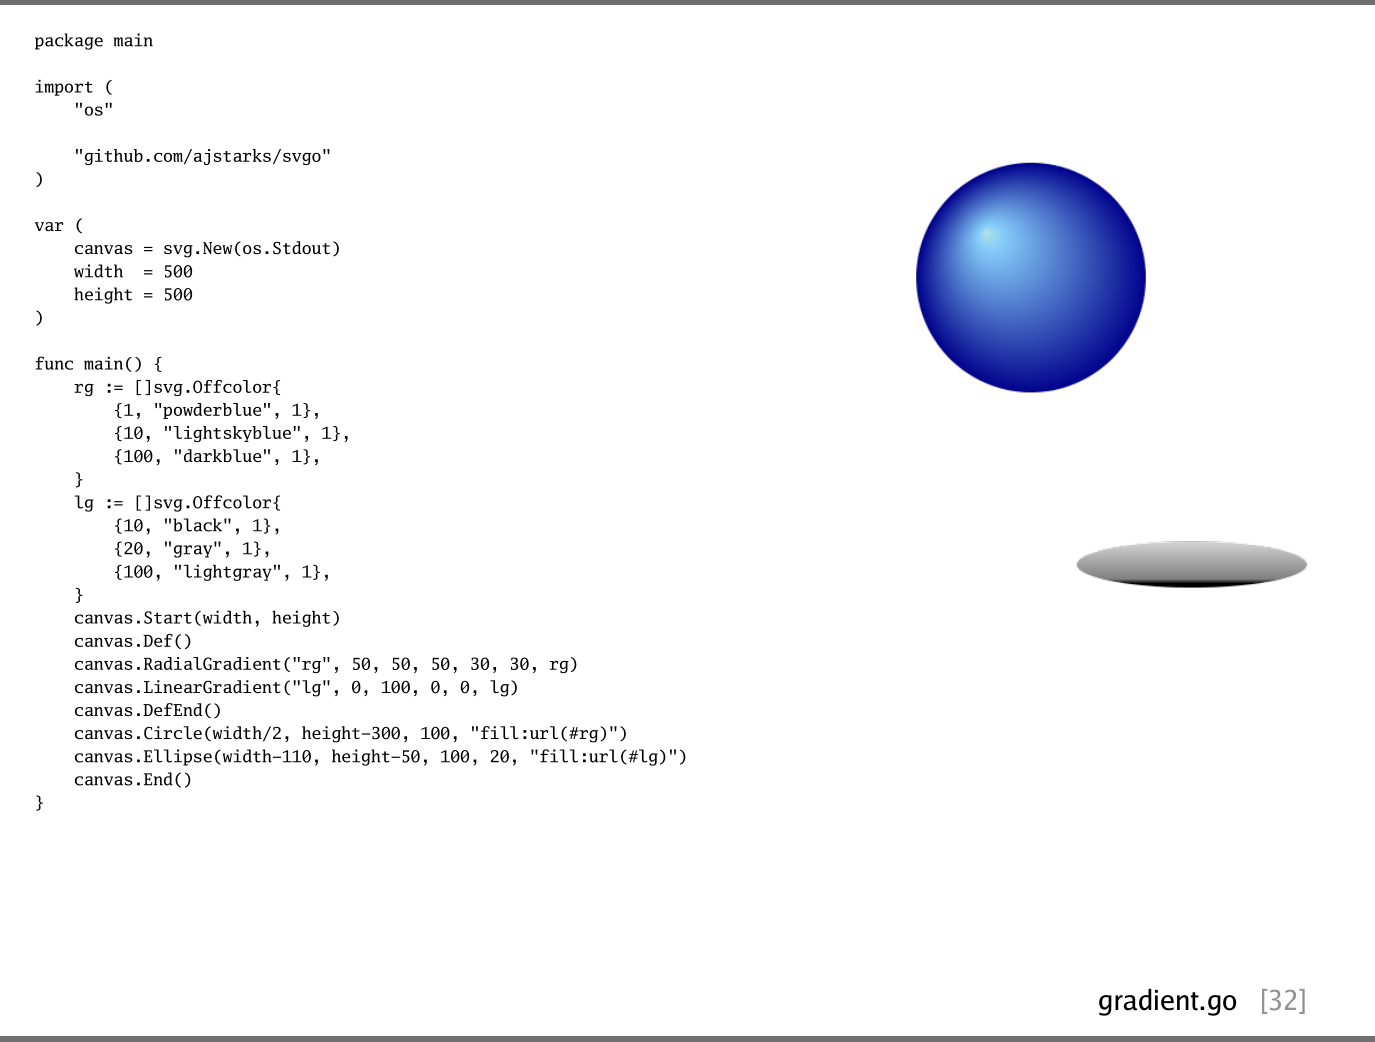 package main
import (
"os"
"github.com/ajstarks/svgo"
)
var (
canvas = svg.New(os.Stdout)
width  = 500
height = 500
)
func main() {
rg := []svg.Offcolor{
{1, "powderblue", 1},
{10, "lightskyblue", 1},
{100, "darkblue", 1},
}
lg := []svg.Offcolor{
{10, "black", 1},
{20, "gray", 1},
{100, "lightgray", 1},
}
canvas.Start(width, height)
canvas.Def()
canvas.RadialGradient("rg", 50, 50, 50, 30, 30, rg)
canvas.LinearGradient("lg", 0, 100, 0, 0, lg)
canvas.DefEnd()
canvas.Circle(width/2, height-300, 100, "fill:url(#rg)")
canvas.Ellipse(width-110, height-50, 100, 20, "fill:url(#lg)")
canvas.End()
}
gradient.go [32]